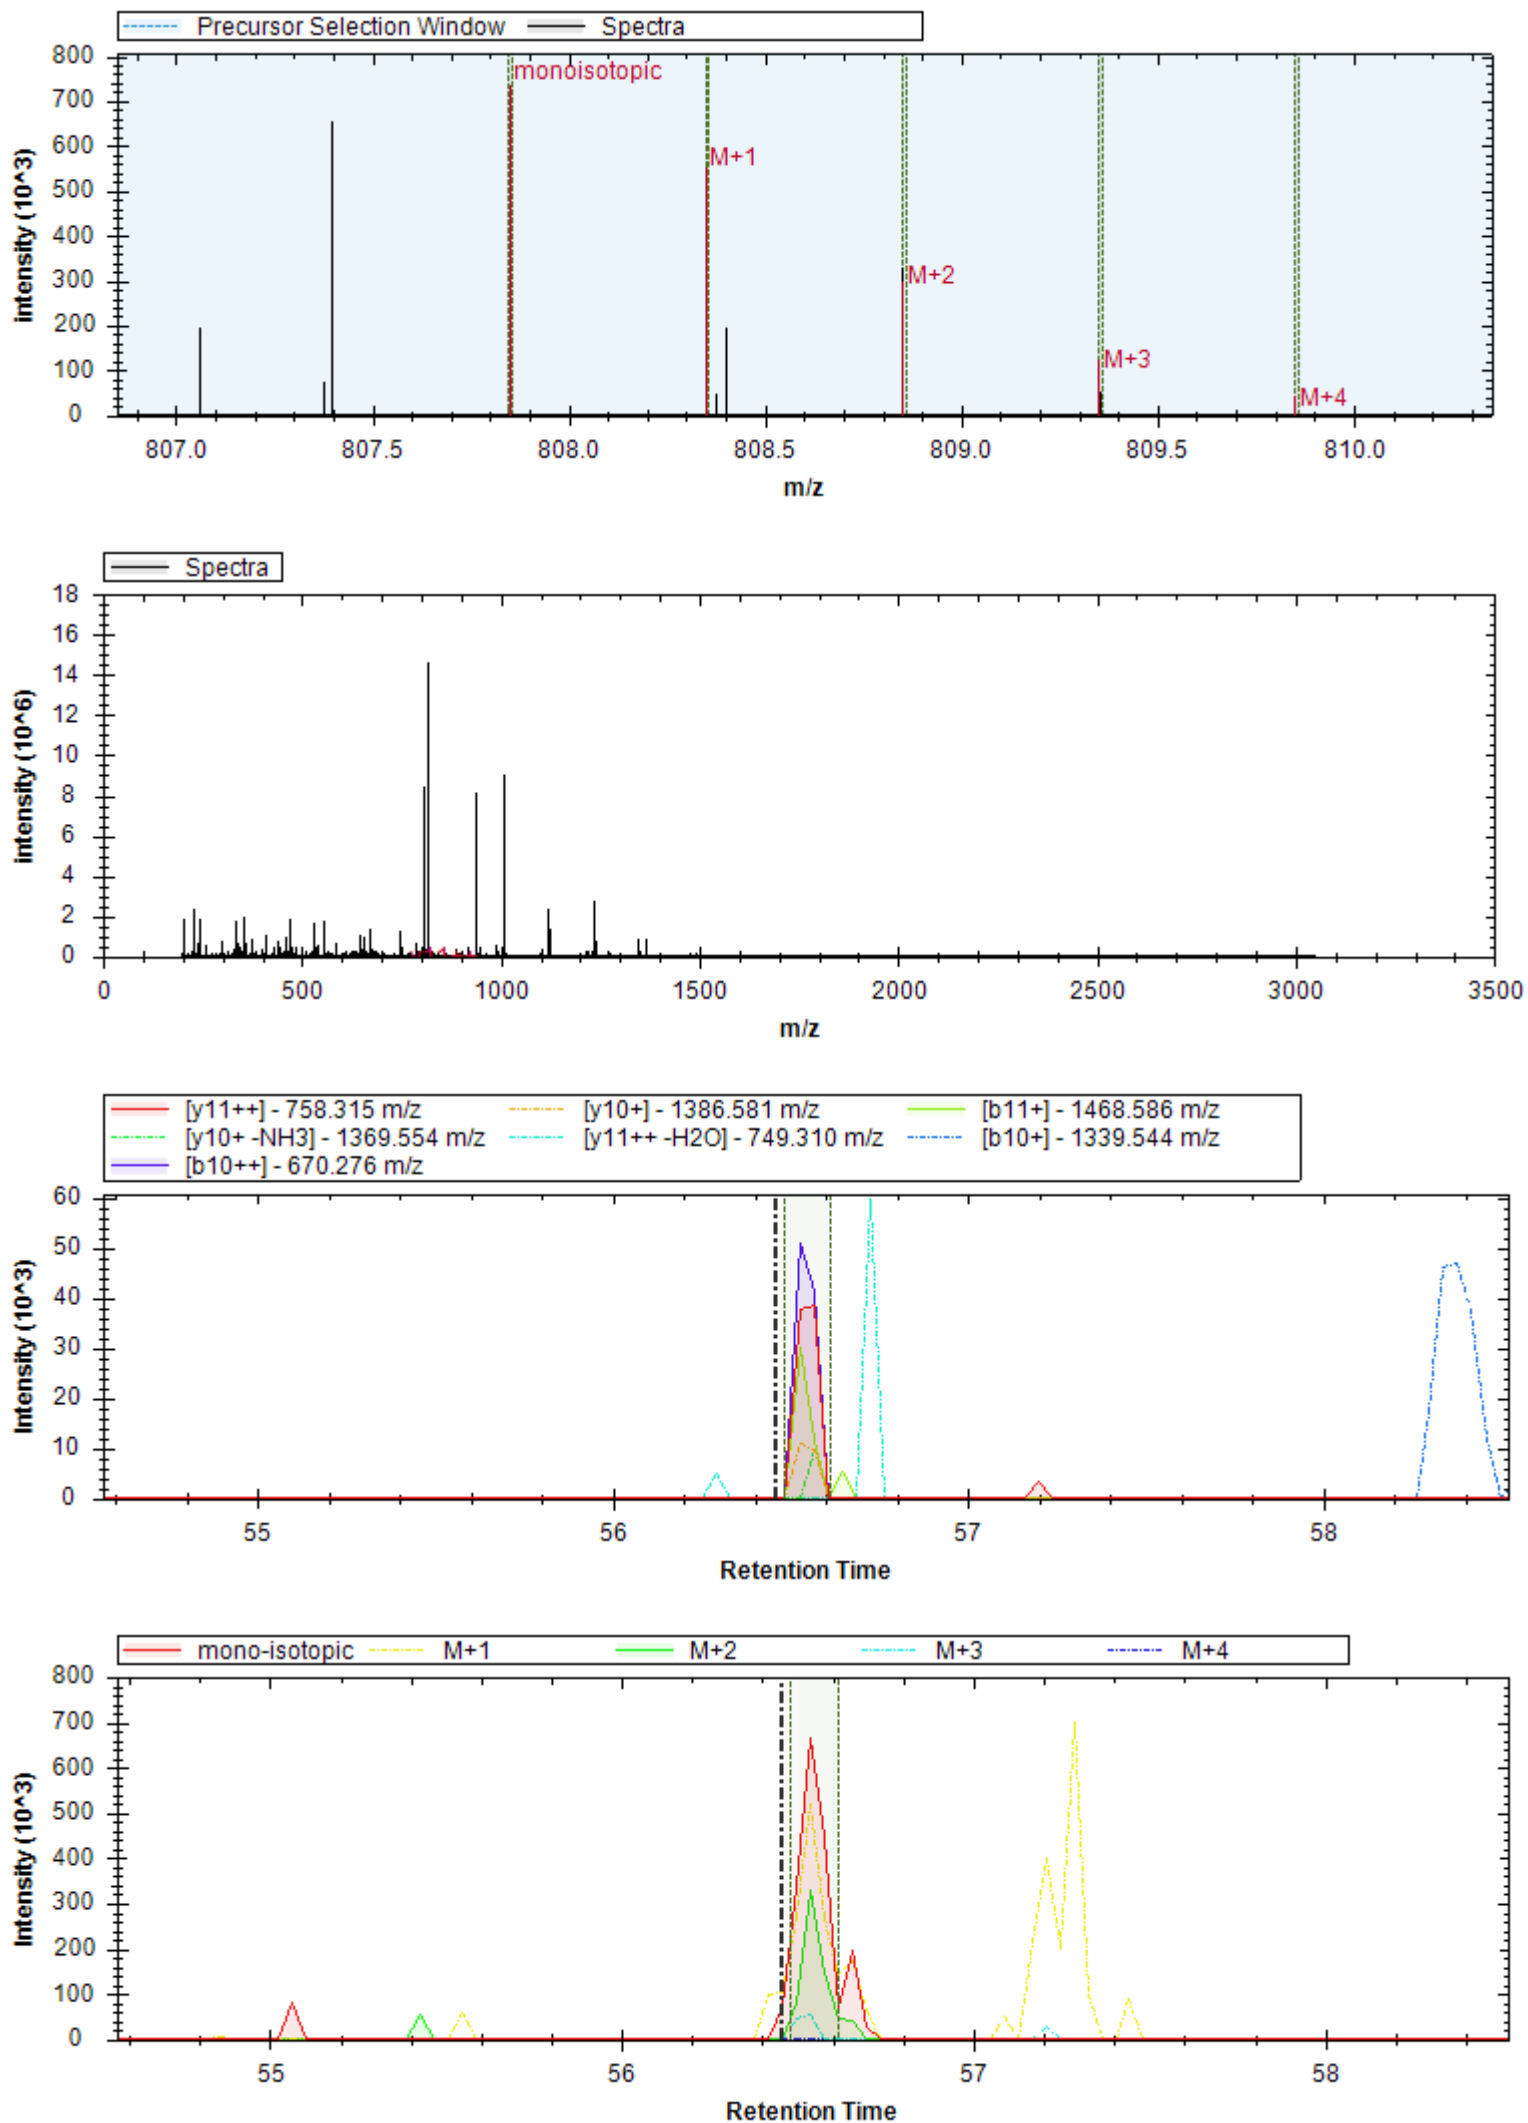 Precursor Selection Window Spectra
800
700
600
500
400
300
200
100
0
intensity (10^3)
monoisotopic
M+1
M+2
M+3
M+4
807.0 807.5 808.0 808.5 809.0 809.5 810.0
m/z
Spectra
18
16
14
12
10
8
6
4
2
0
intensity (10^6)
0 500 1000 1500 2000 2500 3000 3500
m/z
[y11++] - 758.315 m/z [y10+] - 1386.581 m/z [b11+] - 1468.586 m/z
[y10+ -NH3] - 1369.554 m/z [y11++ -H2O] - 749.310 m/z [b10+] - 1339.544 m/z
[b10++] - 670.276 m/z
60
50
40
30
20
10
0
Intensity (10^3)
55 56 57 58
Retention Time
mono-isotopic M+1 M+2 M+3 M+4
800
700
600
500
400
300
200
100
0
Intensity (10^3)
55 56 57 58
Retention Time